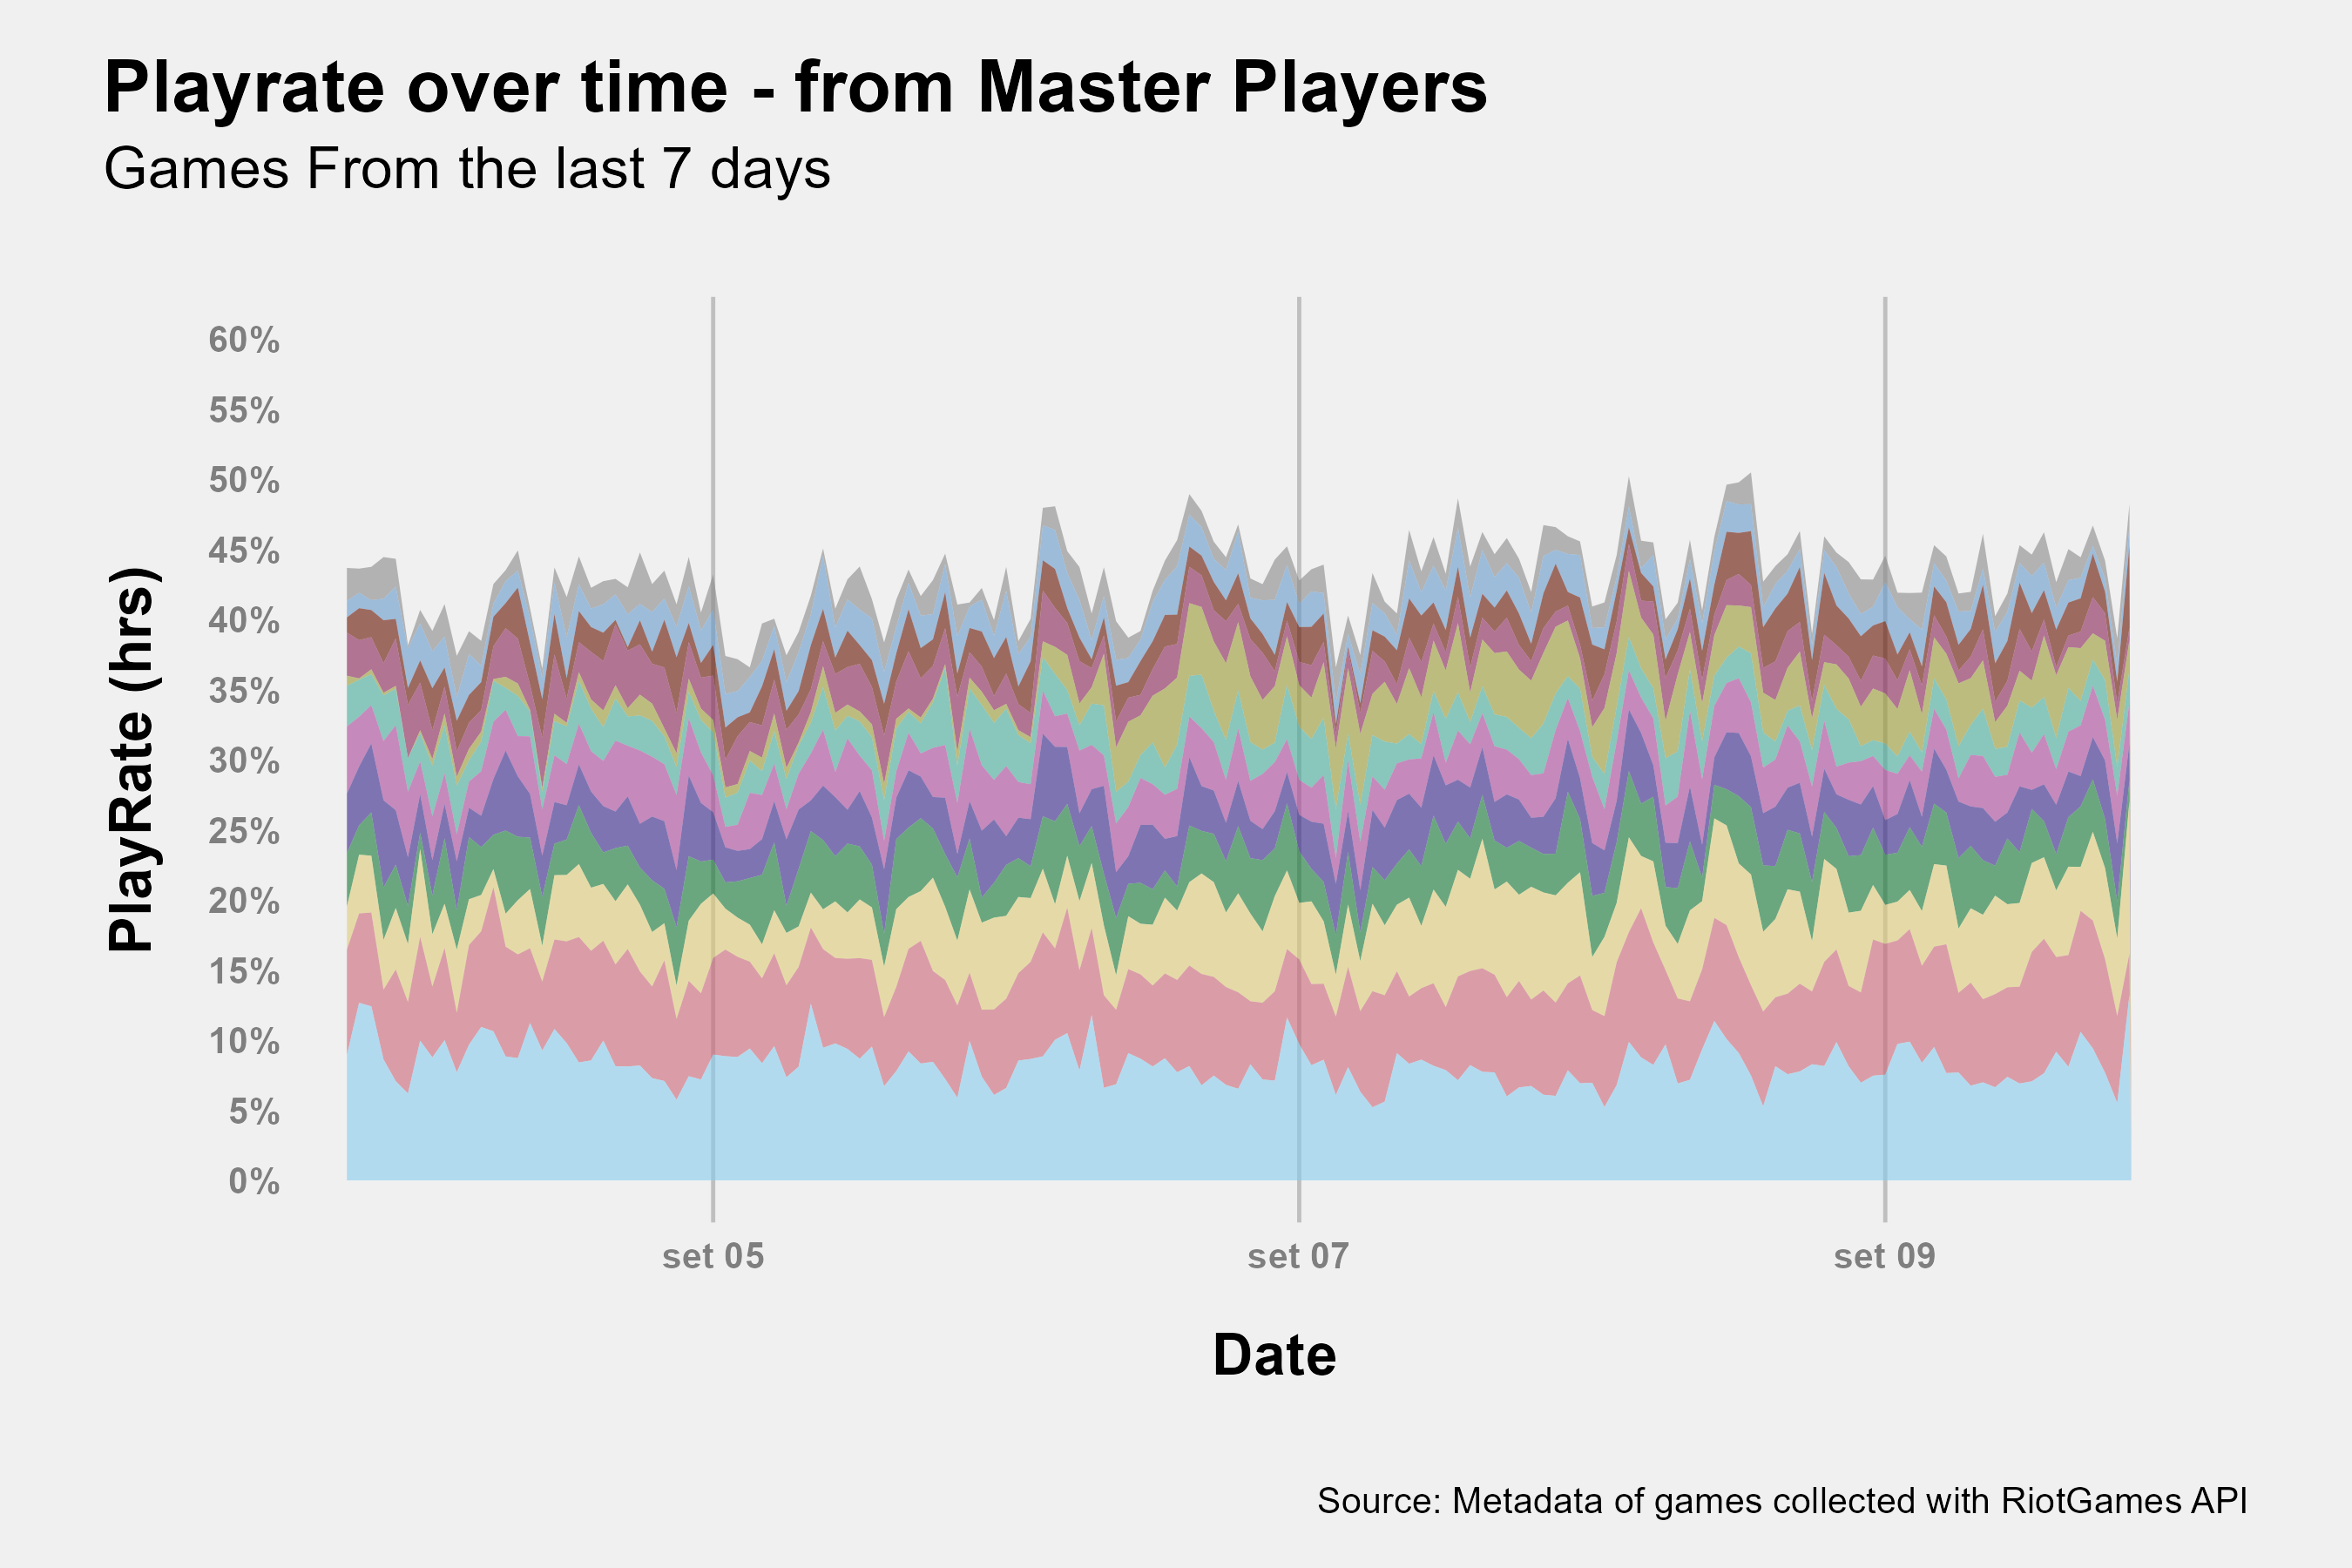 Playrate over time - from Master Players
Games From the last 7 days
PlayRate (hrs)
60%
55%
50%
45%
40%
35%
30%
25%
20%
15%
10%
5%
0%
set 05
set 07
set 09
Date
Source: Metadata of games collected with RiotGames API